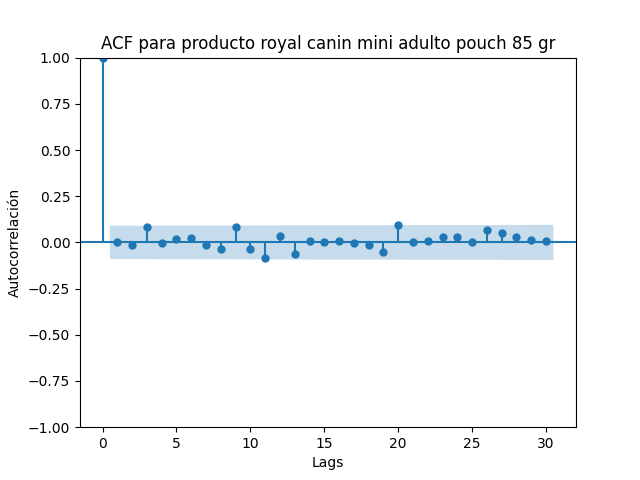 ACF para producto royal canin mini adulto pouch 85 gr
1.00
0.75
0.50
0.25
0.00
−0.25
−0.50
−0.75
−1.00
Autocorrelación
0 5 10 15 20 25 30
Lags